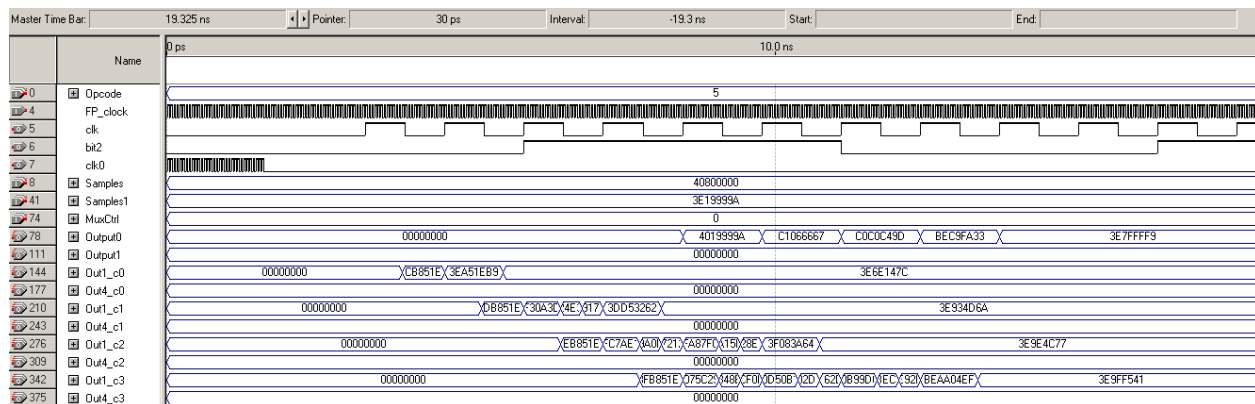 Master Time Bar: 19.325 ns Pointer: 30 ps Interval: -19.3 ns Start: End:
Name 0 ps 10.0 ns
0 Opcode 5
4 FP_clock
5 clk
6 bit2
7 clk0
8 Samples 40800000
41 Samples1 3E19999A
74 MuxCtrl 0
78 Output0 00000000 4019999A C1066667 C0C0C49D BEC9FA33 3E7FFFF9
111 Output1 00000000
144 Out1_c0 00000000 CB851E 3EA51EB9 3E6E147C
177 Out4_c0 00000000
210 Out1_c1 00000000 DB851E 317 3DD53262 3E934D6A
243 Out4_c1 00000000
276 Out1_c2 00000000 EB851E 3F083A64 3E9E4C77
309 Out4_c2 00000000
342 Out1_c3 00000000 FB851E BEAA04EF 3E9FF541
375 Out4_c3 00000000